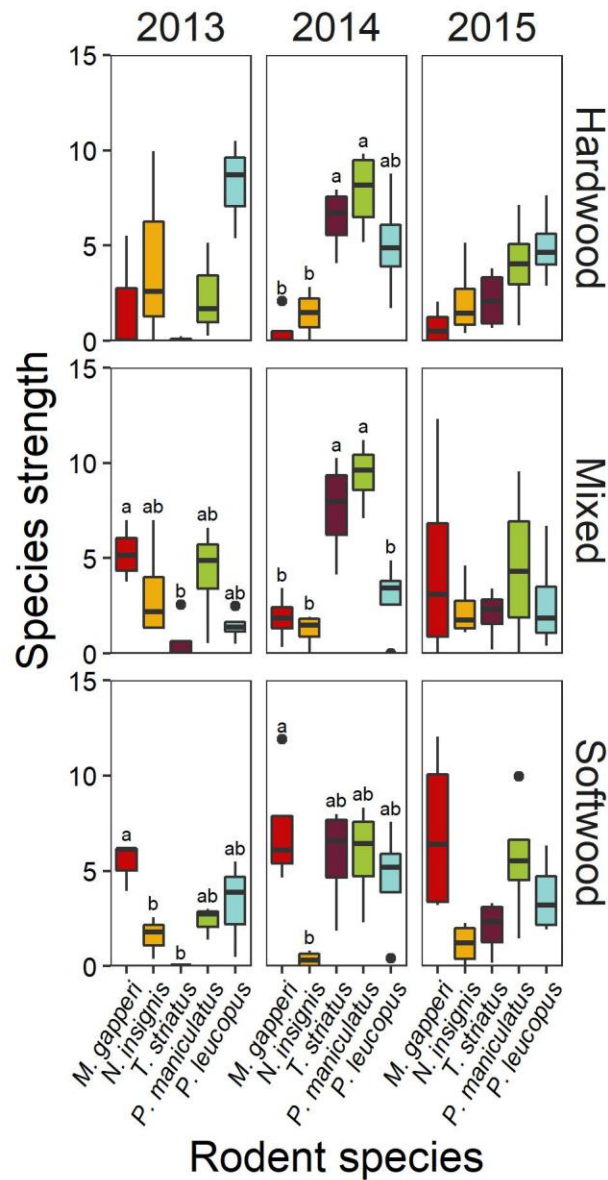 2013 2014 2015
Species strength
15
10
5
0
a
a
ab
b
b
Hardwood
15
10
5
0
a
ab
b
ab
ab
b
b
a
a
b
Mixed
15
10
5
0
a
b
b
ab
ab
a
b
ab
ab
ab
Softwood
M. gapperi
N. insignis
T. striatus
P. maniculatus
P. leucopus
M. gapperi
N. insignis
T. striatus
P. maniculatus
P. leucopus
M. gapperi
N. insignis
T. striatus
P. maniculatus
P. leucopus
Rodent species